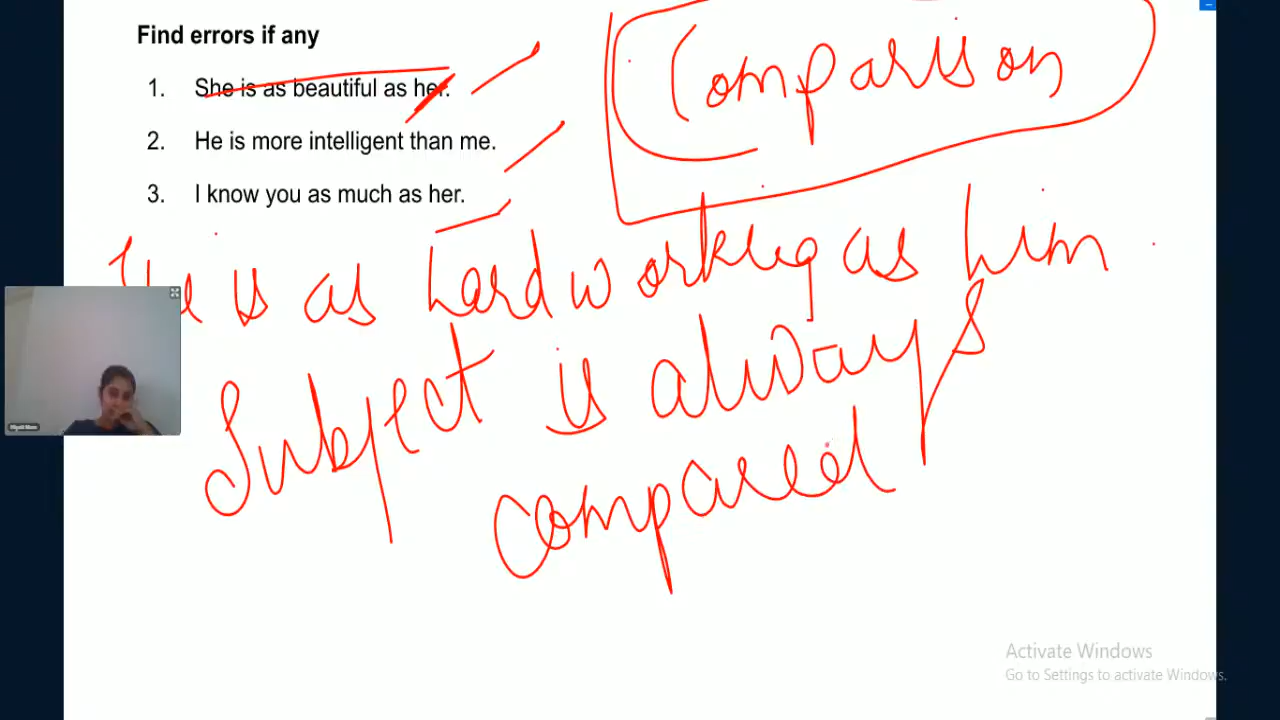 Find errors if any
Comparison
1. She is as beautiful as her.
2. He is more intelligent than me.
3. I know you as much as her.
He is as hardworking as him
Subject is always
compared
Activate Windows
Go to Settings to activate Windows.